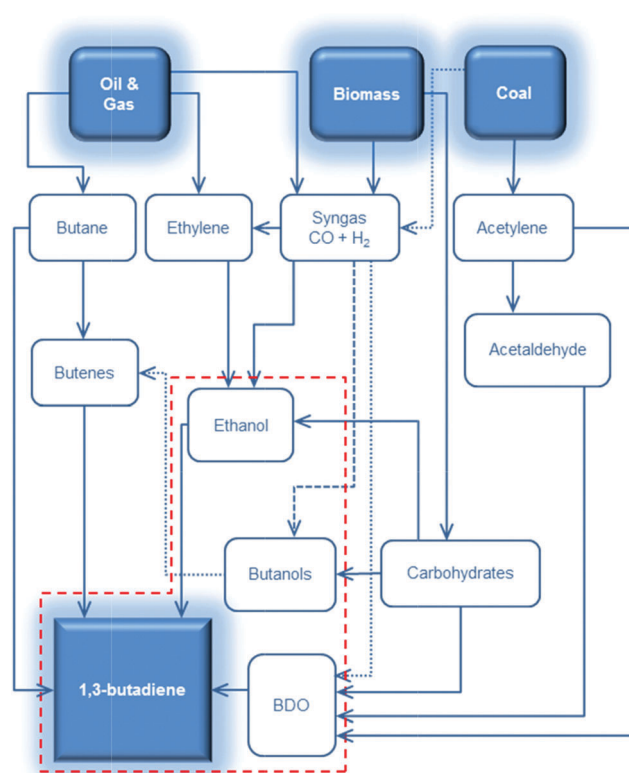 Oil &
Gas
Biomass
Coal
Butane
Ethylene
Syngas
CO + H₂
Acetylene
Butenes
Acetaldehyde
Ethanol
Butanols
Carbohydrates
1,3-butadiene
BDO